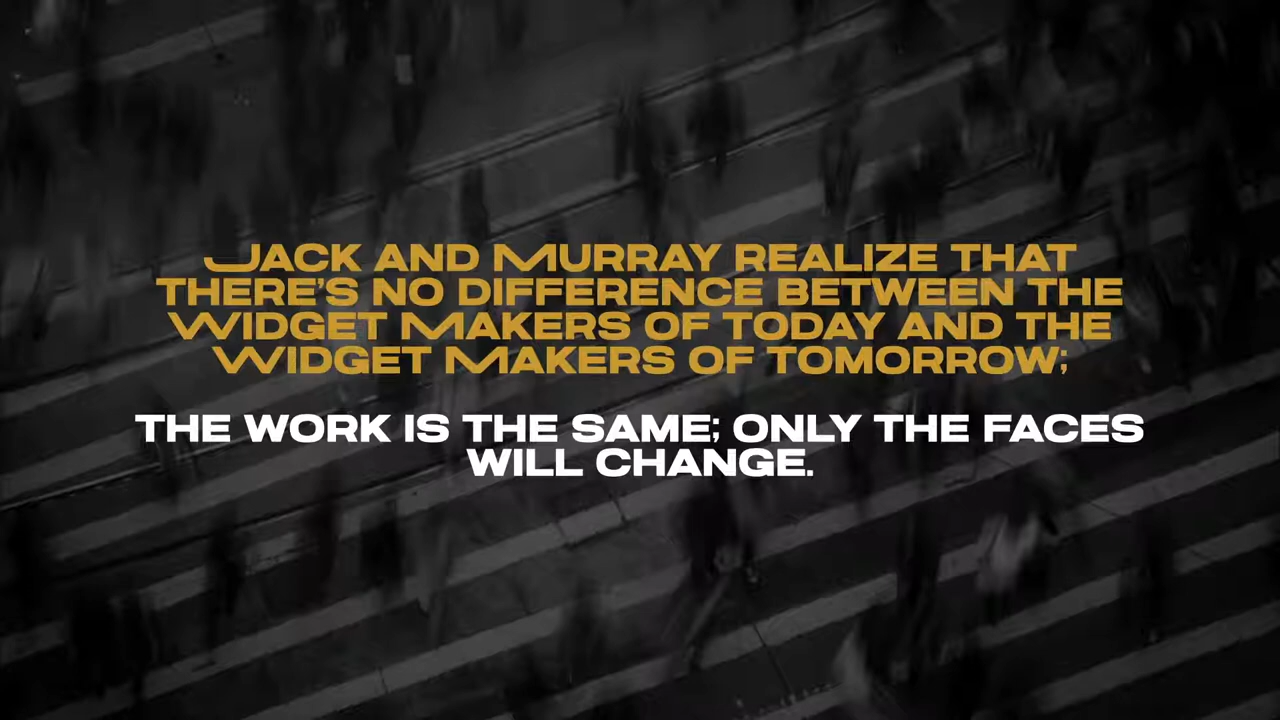 JACK AND MURRAY REALIZE THAT
THERE'S NO DIFFERENCE BETWEEN THE
WIDGET MAKERS OF TODAY AND THE
WIDGET MAKERS OF TOMORROW;
THE WORK IS THE SAME; ONLY THE FACES
WILL CHANGE.